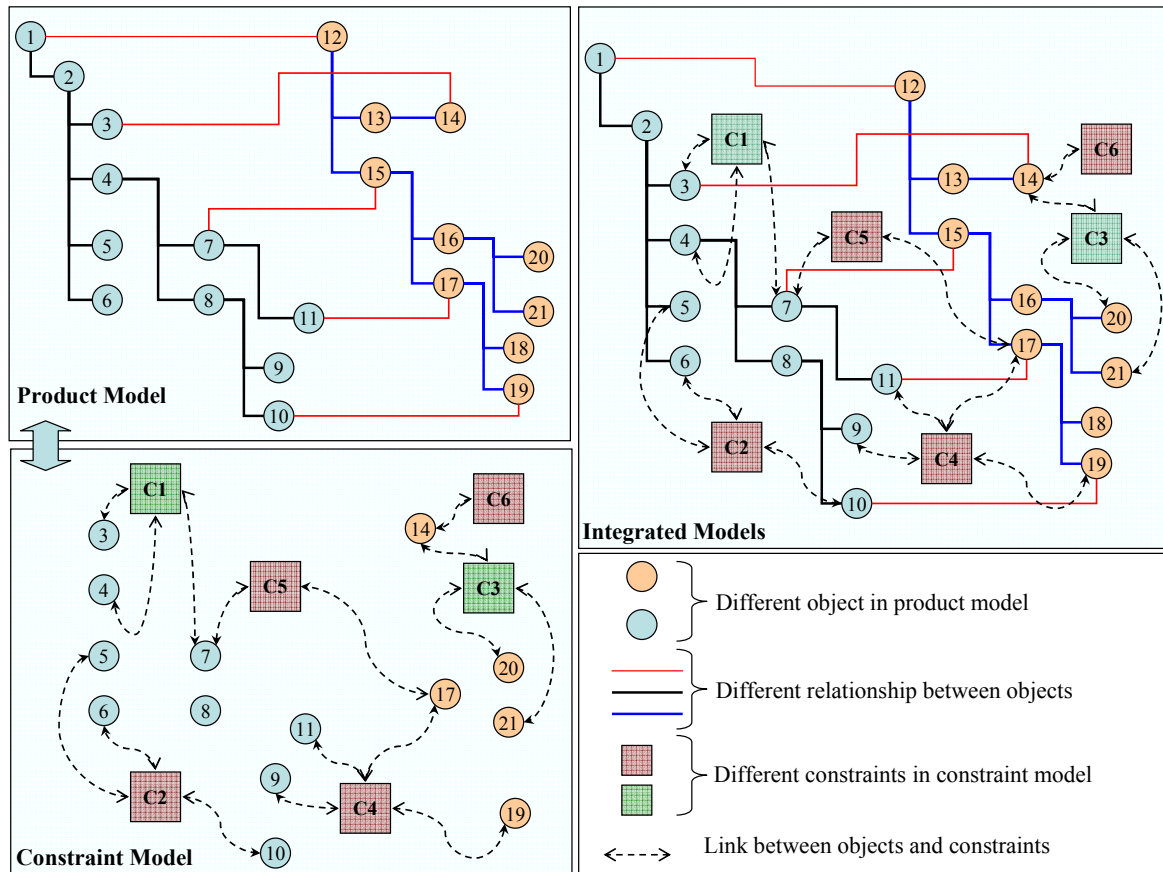 1
12
2
3
13
14
4
15
5
7
16
20
6
8
17
11
21
18
9
19
Product Model
10
C1
C6
3
14
4
C5
C3
5
7
20
6
8
17
21
11
9
C2
C4
19
Constraint Model
10
1
12
2
C1
C6
3
13
14
4
C5
15
C3
5
7
16
20
6
8
17
11
21
C2
9
C4
18
19
10
Integrated Models
Different object in product model
Different relationship between objects
Different constraints in constraint model
Link between objects and constraints